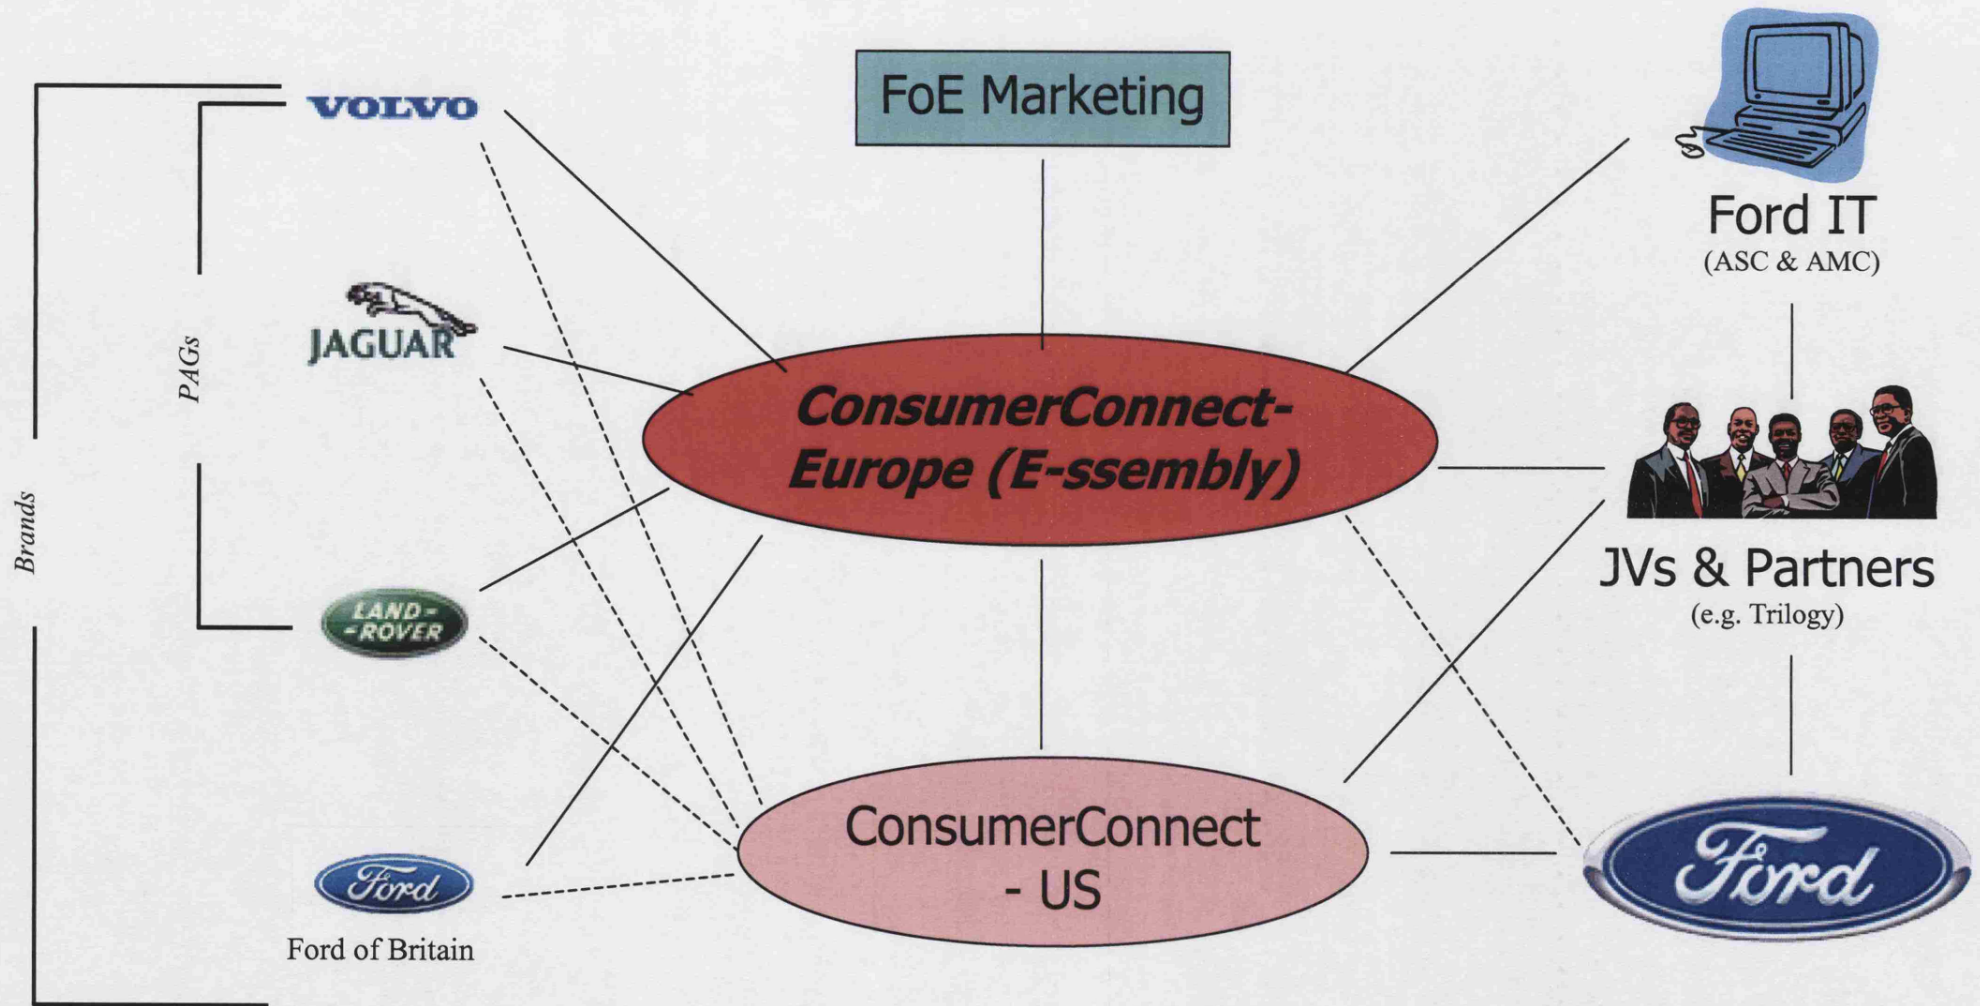 VOLVO
FoE Marketing
Ford IT
(ASC & AMC)
JAGUAR
PAGs
ConsumerConnect-
Europe (E-ssembly)
Brands
LAND-
-ROVER
JVs & Partners
(e.g. Trilogy)
ConsumerConnect
- US
Ford
Ford
Ford of Britain